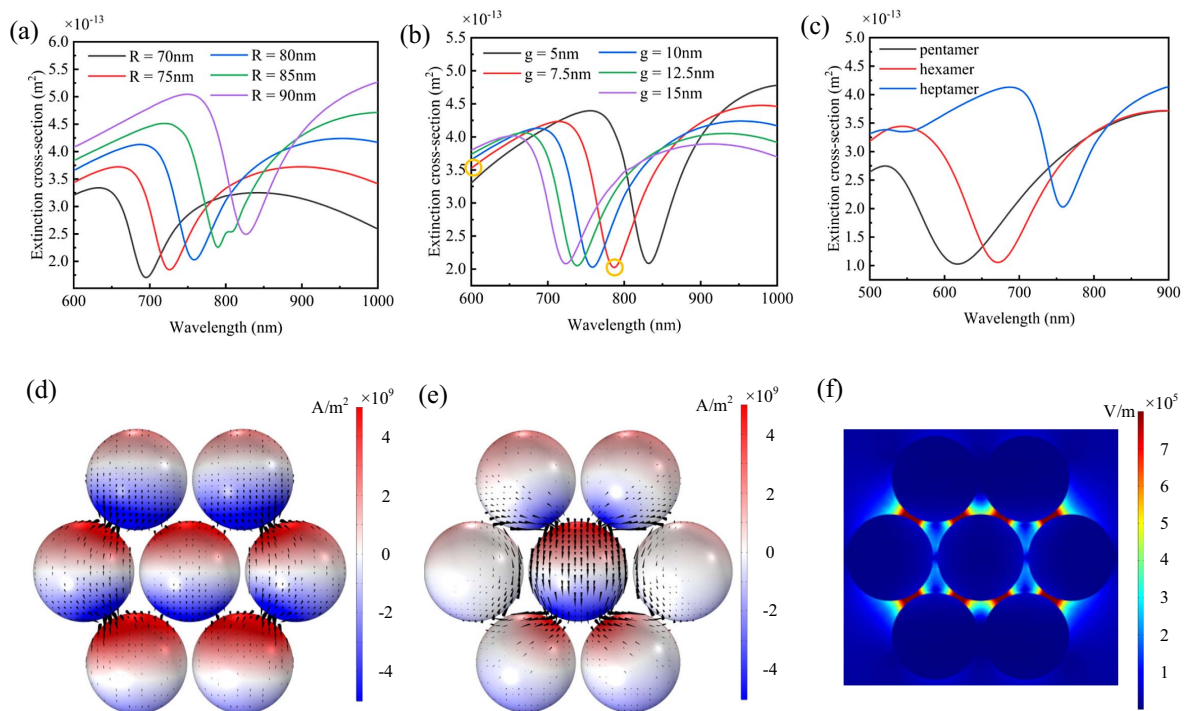 (a)
×10⁻¹³
R = 70nm
R = 75nm
R = 80nm
R = 85nm
R = 90nm
6.0
5.5
5.0
4.5
4.0
3.5
3.0
2.5
2.0
Extinction cross-section (m²)
600
700
800
900
1000
Wavelength (nm)
(b)
×10⁻¹³
g = 5nm
g = 7.5nm
g = 10nm
g = 12.5nm
g = 15nm
5.5
5.0
4.5
4.0
3.5
3.0
2.5
2.0
Extinction cross-section (m²)
600
700
800
900
1000
Wavelength (nm)
(c)
×10⁻¹³
pentamer
hexamer
heptamer
5.0
4.5
4.0
3.5
3.0
2.5
2.0
1.5
1.0
Extinction cross-section (m²)
500
600
700
800
900
Wavelength (nm)
(d)
A/m²
×10⁹
4
2
0
-2
-4
(e)
A/m²
×10⁹
4
2
0
-2
-4
(f)
V/m
×10⁵
7
6
5
4
3
2
1